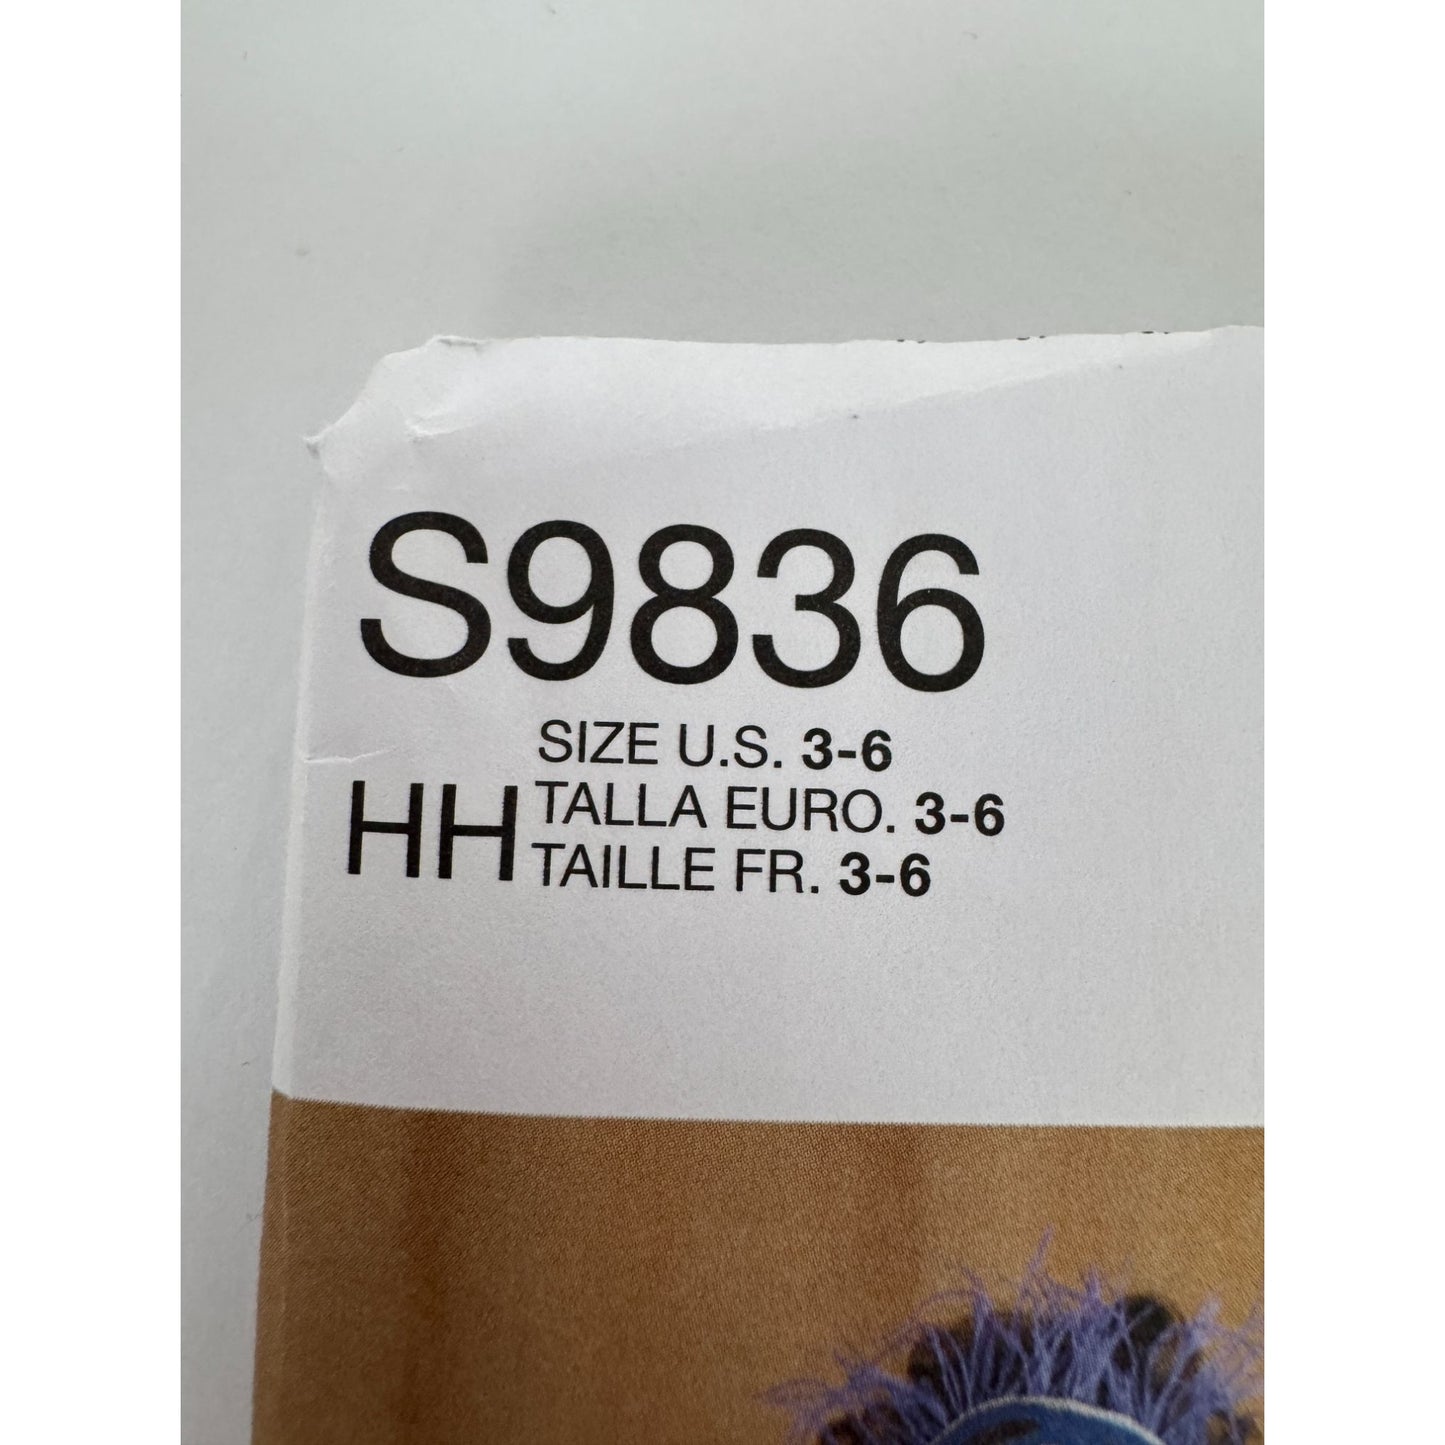 S9836
SIZE U.S. 3-6
HH TALLA EURO. 3-6
TAILLE FR. 3-6